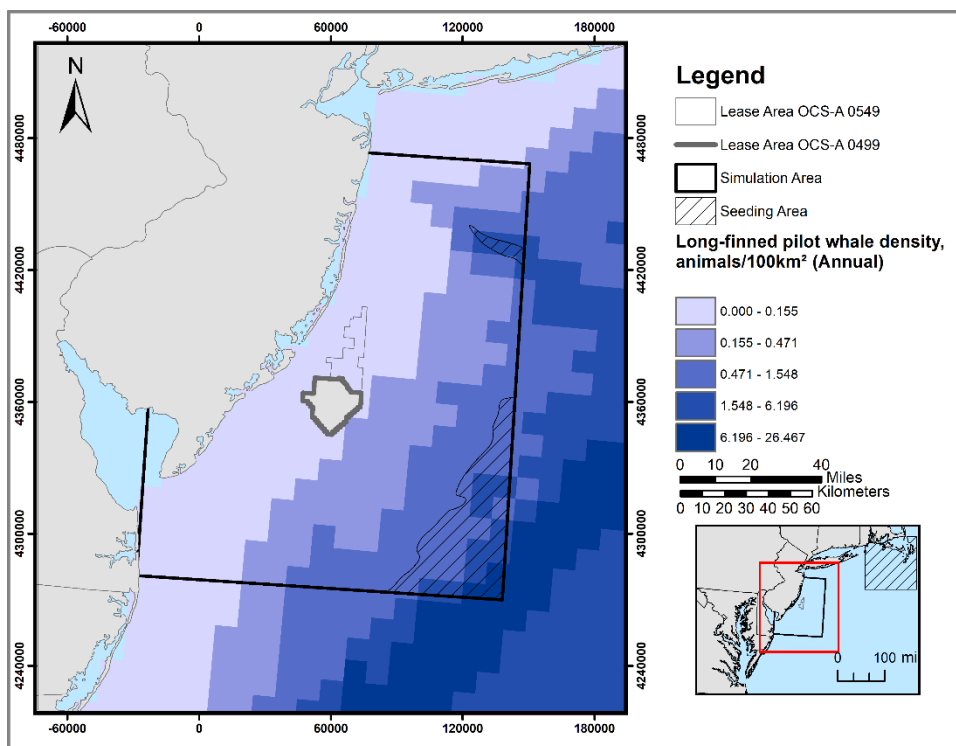 -60000 0 60000 120000 180000
N
4480000 4480000
4420000 4420000
4360000 4360000
4300000 4300000
4240000 4240000
-60000 0 60000 120000 180000
Legend
Lease Area OCS-A 0549
Lease Area OCS-A 0499
Simulation Area
Seeding Area
Long-finned pilot whale density,
animals/100km² (Annual)
0.000 - 0.155
0.155 - 0.471
0.471 - 1.548
1.548 - 6.196
6.196 - 26.467
0 10 20 40
Miles
Kilometers
0 10 20 30 40 50 60
0 100 mi